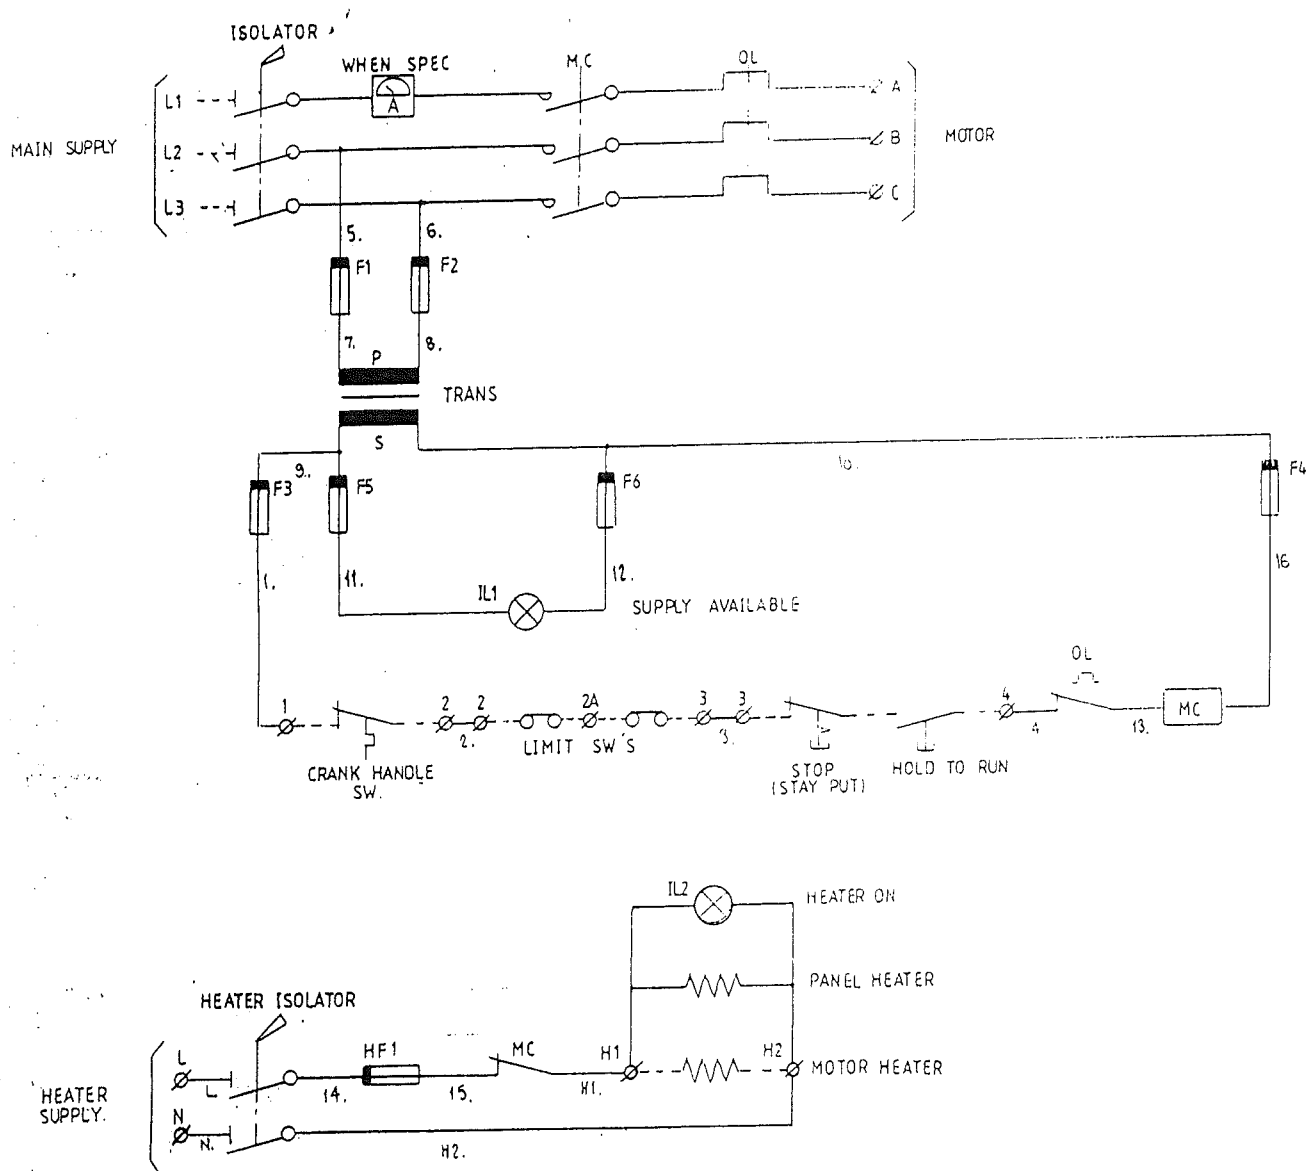 ISOLATOR
WHEN SPEC
M.C
OL
L1
A
A
MAIN SUPPLY
L2
B
MOTOR
L3
C
5.
6.
F1
F2
7.
8.
P
TRANS
S
9.
10.
F3
F5
F6
F4
1.
11.
12.
16
IL1
SUPPLY AVAILABLE
OL
1
2
2
2A
3
3
4
MC
2.
3.
4
13.
LIMIT SW'S
CRANK HANDLE
SW.
STOP
(STAY PUT)
HOLD TO RUN
IL2
HEATER ON
PANEL HEATER
HEATER ISOLATOR
L
HF1
MC
H1
H2
MOTOR HEATER
L
14.
15.
H1.
HEATER
SUPPLY.
N
N.
H2.